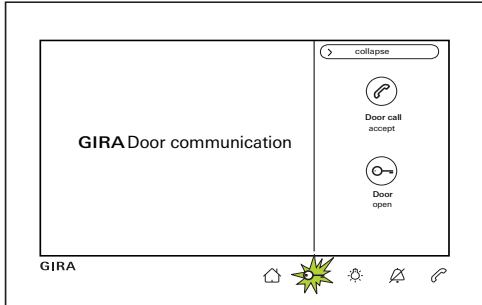 collapse
Door call
accept
GIRA Door communication
Door
open
GIRA